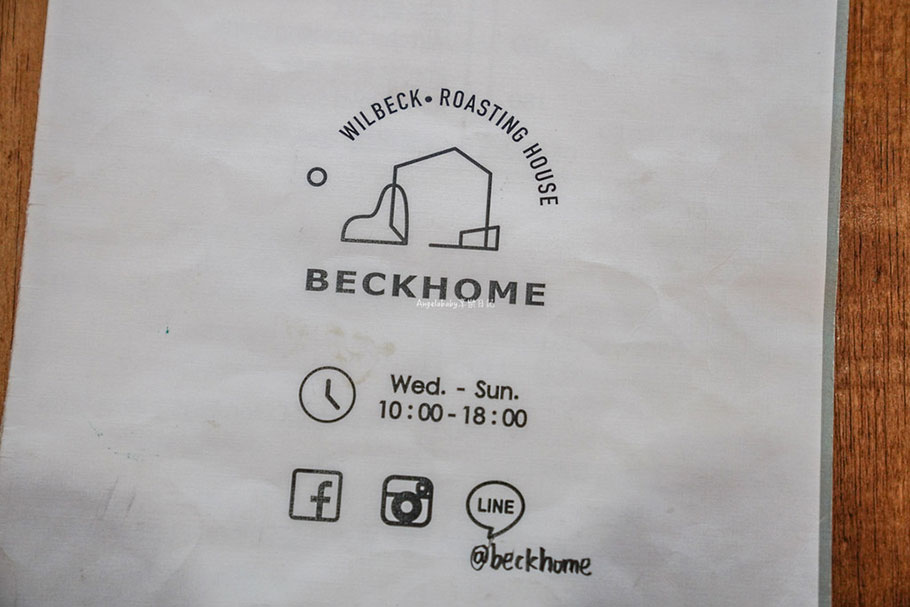 WILBECK• ROASTING HOUSE
BECKHOME
Wed. - Sun.
10:00-18:00
f
LINE
@beckhome